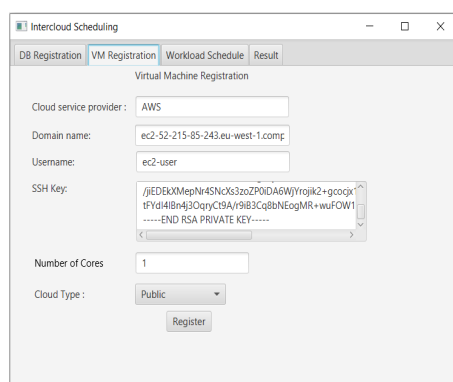 Intercloud Scheduling
DB Registration VM Registration Workload Schedule Result
Virtual Machine Registration
Cloud service provider : AWS
Domain name: ec2-52-215-85-243.eu-west-1.comp
Username: ec2-user
SSH Key:
/jiEDEkXMepNr4SNcXs3zoZP0iDA6WjYrojik2+gcocjx1
tFYdI4IBn4j3OqryCt9A/r9iB3Cq8bNEogMR+wuFOW1
-----END RSA PRIVATE KEY-----
Number of Cores 1
Cloud Type : Public
Register